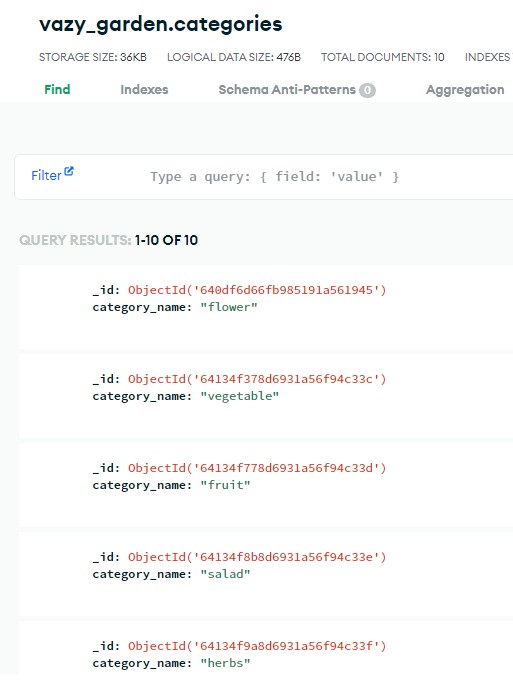 vazy_garden.categories
STORAGE SIZE: 36KB LOGICAL DATA SIZE: 476B TOTAL DOCUMENTS: 10 INDEXES
Find Indexes Schema Anti-Patterns 0 Aggregation
Filter Type a query: { field: 'value' }
QUERY RESULTS: 1-10 OF 10
_id: ObjectId('640df6d66fb985191a561945')
category_name: "flower"
_id: ObjectId('64134f378d6931a56f94c33c')
category_name: "vegetable"
_id: ObjectId('64134f778d6931a56f94c33d')
category_name: "fruit"
_id: ObjectId('64134f8b8d6931a56f94c33e')
category_name: "salad"
_id: ObjectId('64134f9a8d6931a56f94c33f')
category_name: "herbs"